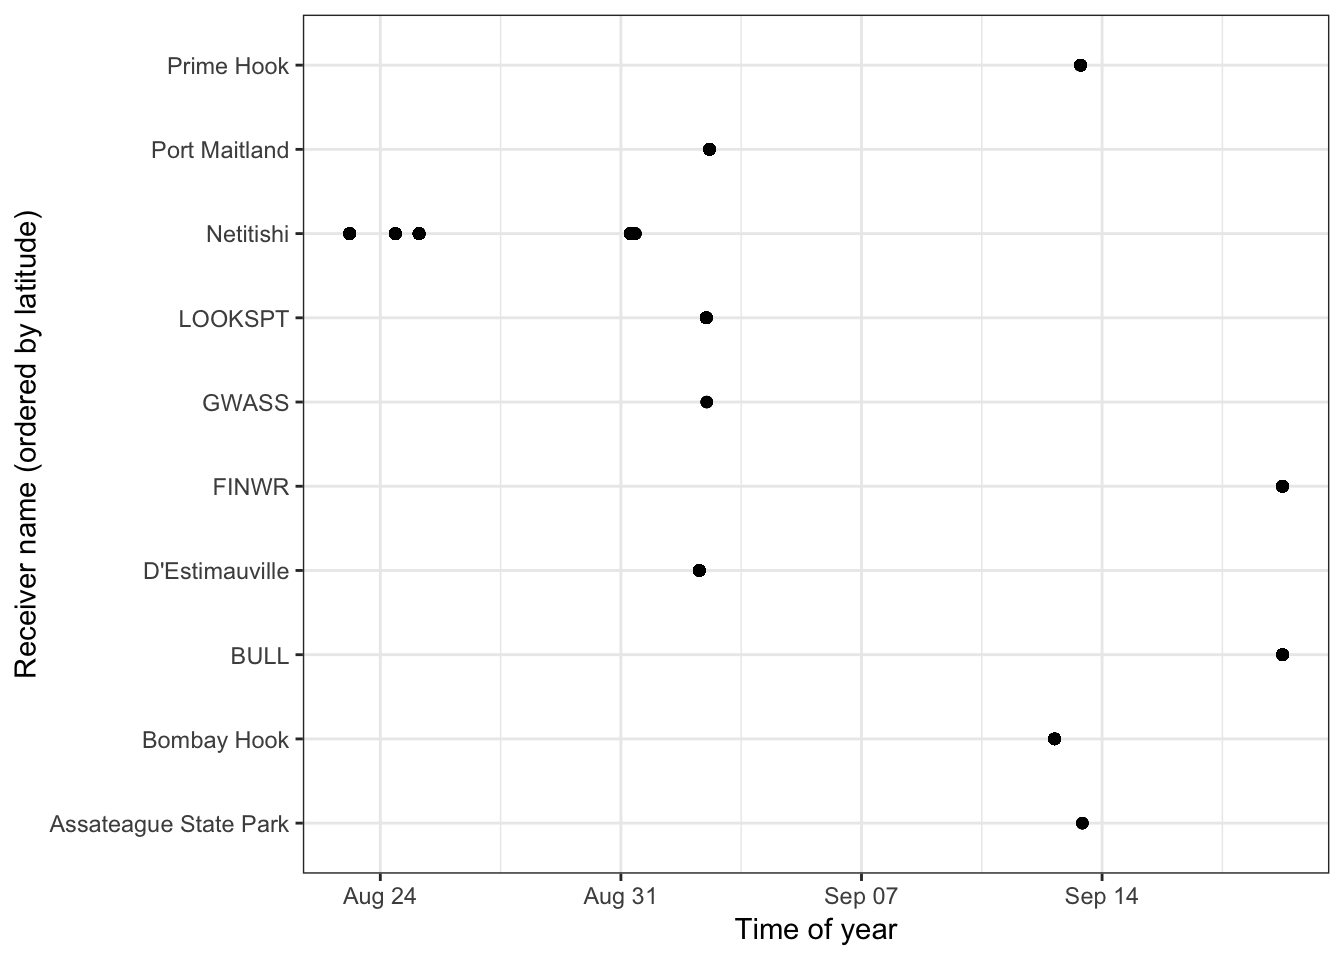 Receiver name (ordered by latitude)
Prime Hook
Port Maitland
Netitishi
LOOKSPT
GWASS
FINWR
D'Estimauville
BULL
Bombay Hook
Assateague State Park
Aug 24
Aug 31
Sep 07
Sep 14
Time of year